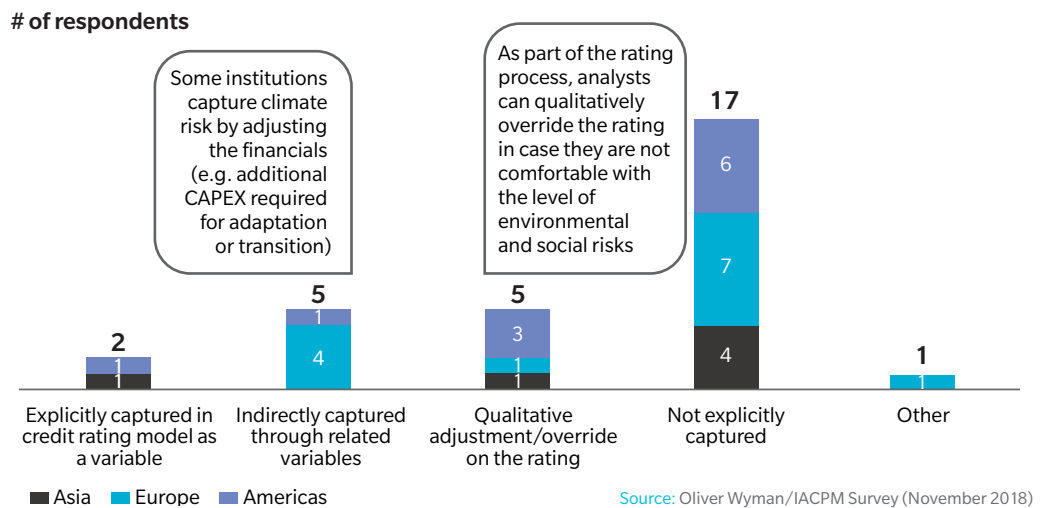 # of respondents
Some institutions
capture climate
risk by adjusting
the financials
(e.g. additional
CAPEX required
for adaptation
or transition)
As part of the rating
process, analysts
can qualitatively
override the rating
in case they are not
comfortable with
the level of
environmental
and social risks
2
1
1
5
1
4
5
3
1
1
17
6
7
4
1
1
Explicitly captured in
credit rating model as
a variable
Indirectly captured
through related
variables
Qualitative
adjustment/override
on the rating
Not explicitly
captured
Other
Asia Europe Americas
Source: Oliver Wyman/IACPM Survey (November 2018)